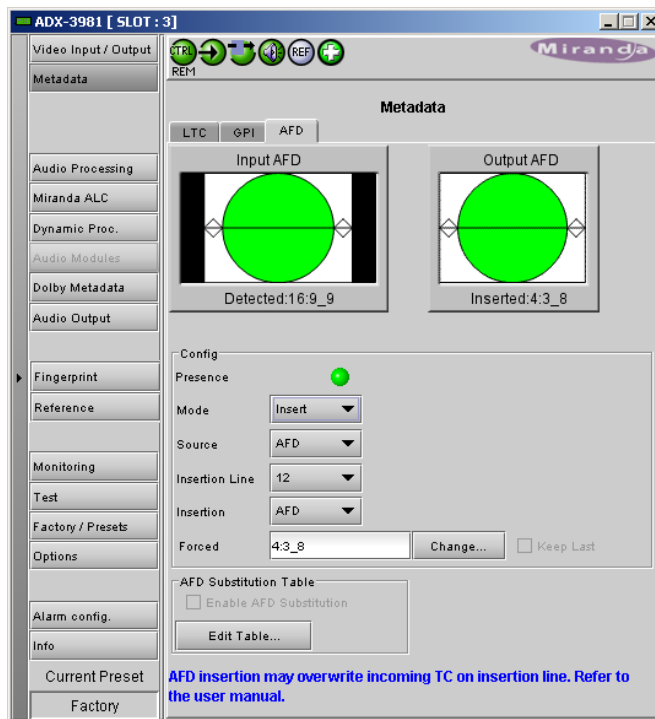 ADX-3981 [ SLOT : 3]
Video Input / Output
Metadata
Audio Processing
Miranda ALC
Dynamic Proc.
Audio Modules
Dolby Metadata
Audio Output
Fingerprint
Reference
Monitoring
Test
Factory / Presets
Options
Alarm config.
Info
Current Preset
Factory
CTRL
REM
REF
Miranda
Metadata
LTC GPI AFD
Input AFD
Detected:16:9_9
Output AFD
Inserted:4:3_8
Config
Presence
Mode Insert
Source AFD
Insertion Line 12
Insertion AFD
Forced 4:3_8 Change... Keep Last
AFD Substitution Table
Enable AFD Substitution
Edit Table...
AFD insertion may overwrite incoming TC on insertion line. Refer to
the user manual.